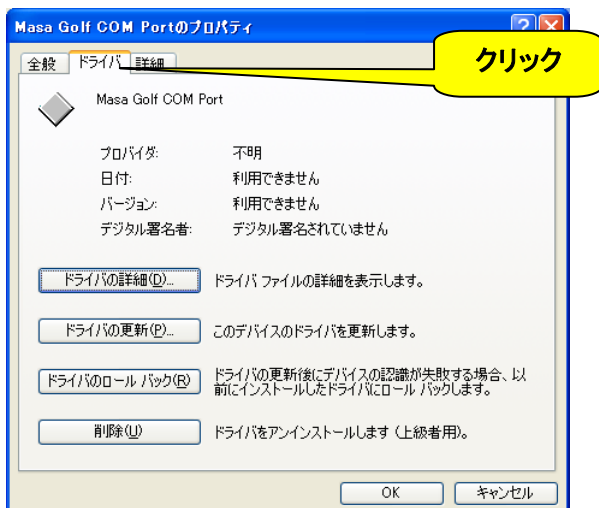 Masa Golf COM Portのプロパティ
クリック
全般 ドライバ 詳細
Masa Golf COM Port
プロバイダ: 不明
日付: 利用できません
バージョン: 利用できません
デジタル署名者: デジタル署名されていません
ドライバの詳細(D)... ドライバ ファイルの詳細を表示します。
ドライバの更新(P)... このデバイスのドライバを更新します。
ドライバのロール バック(R) ドライバの更新後にデバイスの認識が失敗する場合、以
前にインストールしたドライバにロール バックします。
削除(U) ドライバをアンインストールします (上級者用)。
OK キャンセル